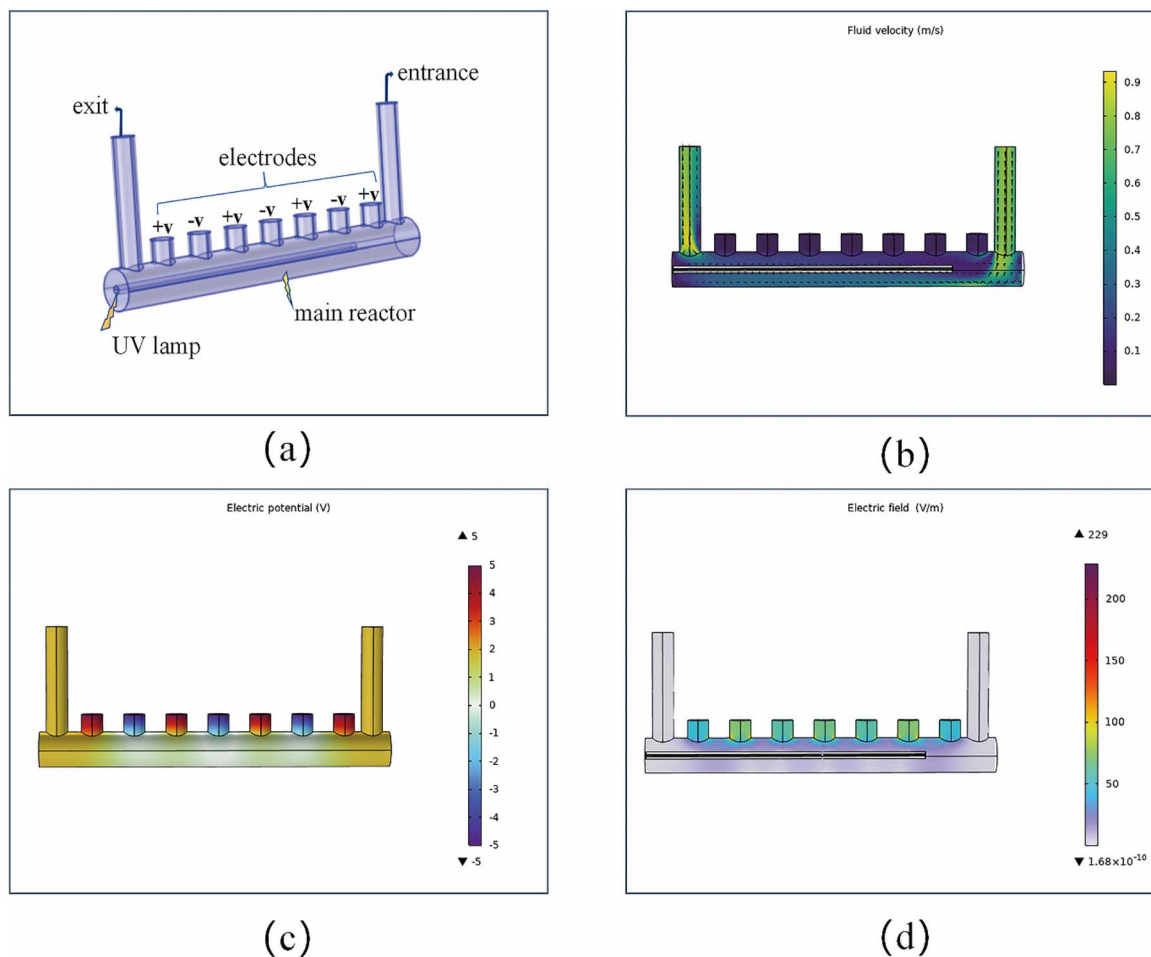 entrance
exit
electrodes
+v -v +v -v +v -v +v
main reactor
UV lamp
(a)
Fluid velocity (m/s)
0.9
0.8
0.7
0.6
0.5
0.4
0.3
0.2
0.1
(b)
Electric potential (V)
▲ 5
5
4
3
2
1
0
-1
-2
-3
-4
-5
▼ -5
(c)
Electric field (V/m)
▲ 229
200
150
100
50
▼ 1.68×10⁻¹⁰
(d)